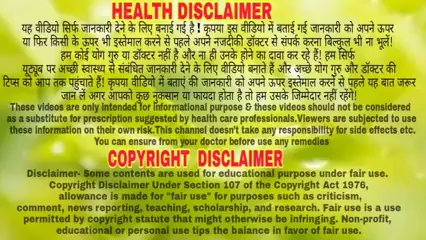 HEALTH DISCLAIMER
यह वीडियो सिर्फ जानकारी देने के लिए बनाई गई है ! कृपया इस वीडियो में बताई गई जानकारी को अपने ऊपर
या फिर किसी के ऊपर भी इस्तेमाल करने से पहले अपने नजदीकी डॉक्टर से संपर्क करना बिल्कुल भी ना भूलें!
हम कोई योग गुरु या डॉक्टर नहीं है और ना ही उनके होने का दावा कर रहे हैं! हम सिर्फ
यूट्यूब पर अच्छी स्वास्थ्य से संबंधित जानकारी देने के लिए वीडियो बनाते हैं और अच्छे योग गुरु और डॉक्टर की
टिप्स को आप तक पहुंचाते हैं! कृपया वीडियो में बताए की जानकारी को अपने ऊपर इस्तेमाल करने से पहले यह बात जरूर
जान लें अगर आपको कुछ नुक्सान या फायदा होता है तो हम उसके जिम्मेदार नहीं रहेंगे!
These videos are only intended for informational purpose & these videos should not be considered
as a substitute for prescription suggested by health care professionals.Viewers are subjected to use
these information on their own risk.This channel doesn't take any responsibility for side effects etc.
You can ensure from your doctor before use any remedies
COPYRIGHT DISCLAIMER
Disclaimer- Some contents are used for educational purpose under fair use.
Copyright Disclaimer Under Section 107 of the Copyright Act 1976,
allowance is made for "fair use" for purposes such as criticism,
comment, news reporting, teaching, scholarship, and research. Fair use is a use
permitted by copyright statute that might otherwise be infringing. Non-profit,
educational or personal use tips the balance in favor of fair use.